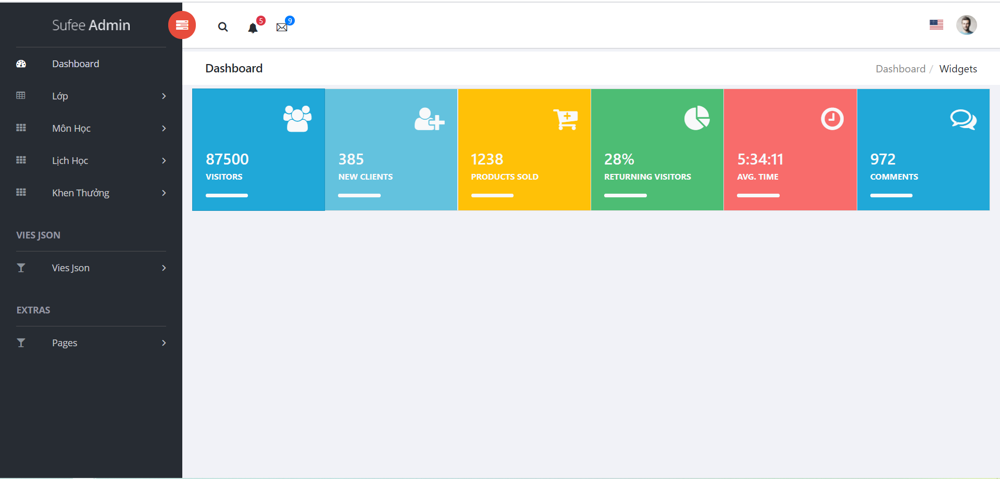 Sufee Admin
5
9
Dashboard
Lớp
Môn Học
Lịch Học
Khen Thưởng
VIES JSON
Vies Json
EXTRAS
Pages
Dashboard
Dashboard / Widgets
87500
VISITORS
385
NEW CLIENTS
1238
PRODUCTS SOLD
28%
RETURNING VISITORS
5:34:11
AVG. TIME
972
COMMENTS